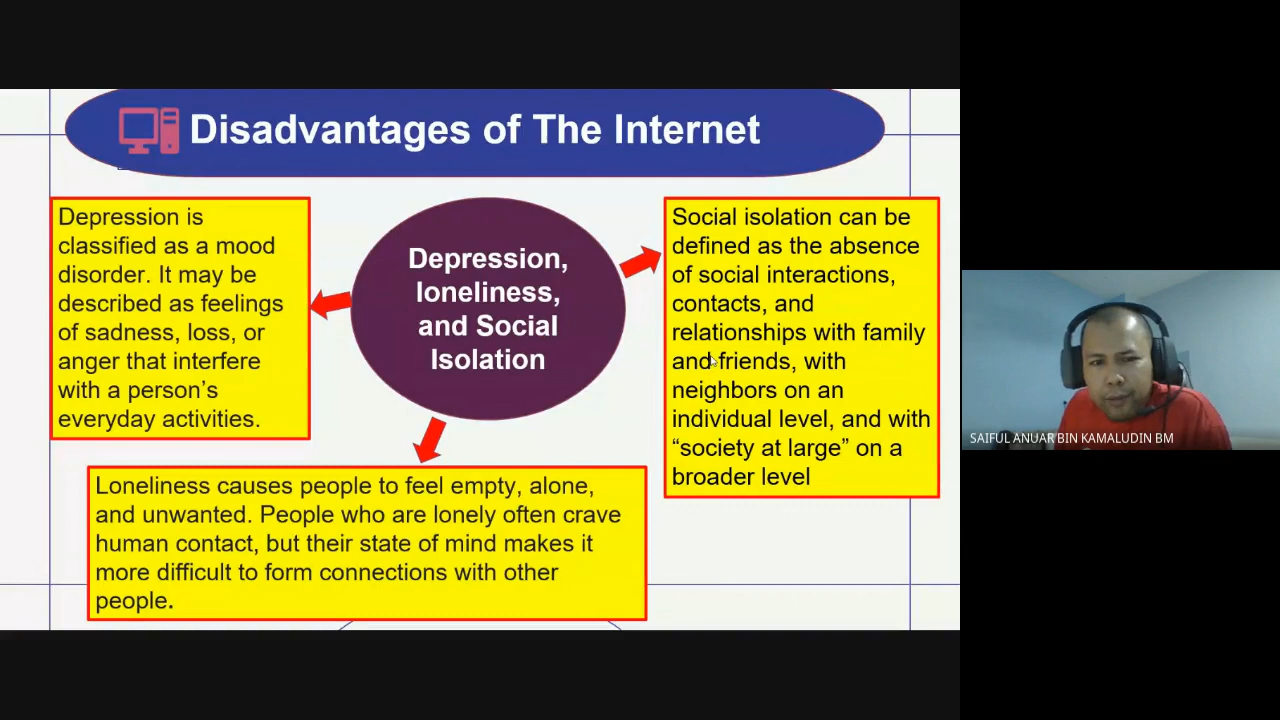 Disadvantages of The Internet
Depression is
classified as a mood
disorder. It may be
described as feelings
of sadness, loss, or
anger that interfere
with a person’s
everyday activities.
Depression,
loneliness,
and Social
Isolation
Social isolation can be
defined as the absence
of social interactions,
contacts, and
relationships with family
and friends, with
neighbors on an
individual level, and with
“society at large” on a
broader level
Loneliness causes people to feel empty, alone,
and unwanted. People who are lonely often crave
human contact, but their state of mind makes it
more difficult to form connections with other
people.
SAIFUL ANUAR BIN KAMALUDIN BM